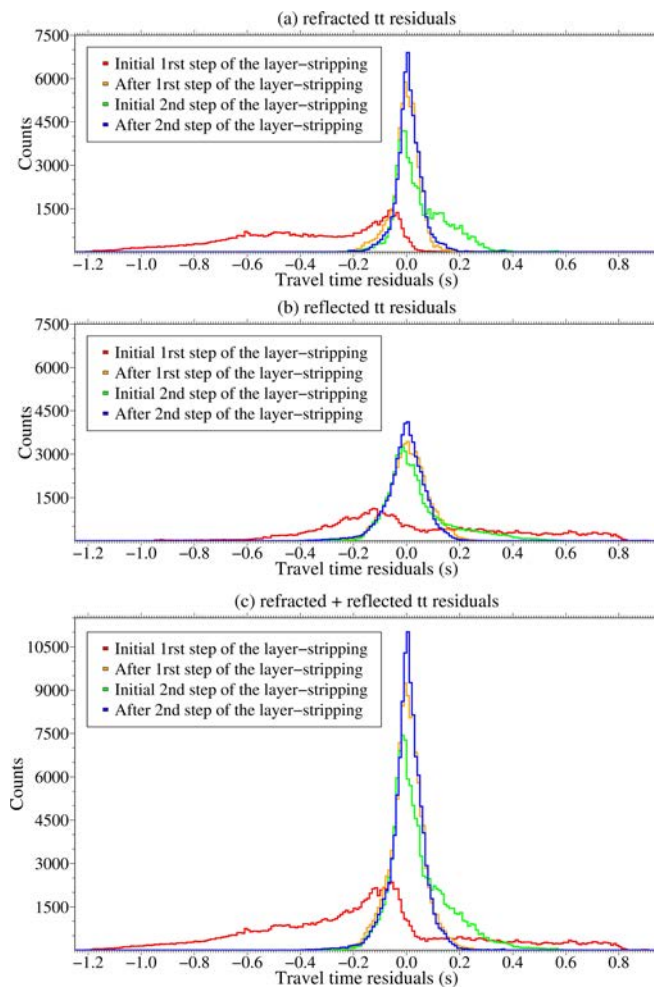 (a) refracted tt residuals
7500
6000
4500
3000
1500
Counts
Initial 1rst step of the layer−stripping
After 1rst step of the layer−stripping
Initial 2nd step of the layer−stripping
After 2nd step of the layer−stripping
−1.2 −1.0 −0.8 −0.6 −0.4 −0.2 0.0 0.2 0.4 0.6 0.8
Travel time residuals (s)
(b) reflected tt residuals
7500
6000
4500
3000
1500
Counts
Initial 1rst step of the layer−stripping
After 1rst step of the layer−stripping
Initial 2nd step of the layer−stripping
After 2nd step of the layer−stripping
−1.2 −1.0 −0.8 −0.6 −0.4 −0.2 0.0 0.2 0.4 0.6 0.8
Travel time residuals (s)
(c) refracted + reflected tt residuals
10500
9000
7500
6000
4500
3000
1500
Counts
Initial 1rst step of the layer−stripping
After 1rst step of the layer−stripping
Initial 2nd step of the layer−stripping
After 2nd step of the layer−stripping
−1.2 −1.0 −0.8 −0.6 −0.4 −0.2 0.0 0.2 0.4 0.6 0.8
Travel time residuals (s)